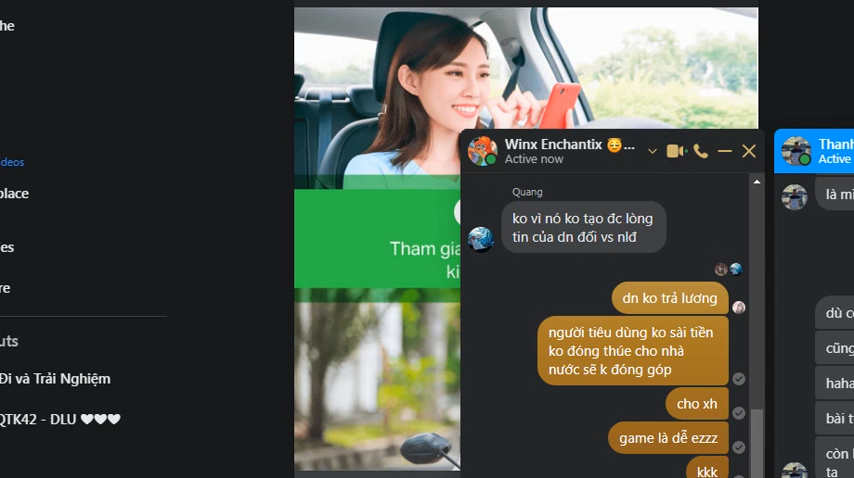 he
deos
place
es
re
uts
Đi và Trải Nghiệm
QTK42 - DLU ❤❤❤
Tham gia
ki
Winx Enchantix 😌...
Active now
Quang
ko vì nó ko tạo đc lòng
tin của dn đối vs nlđ
dn ko trả lương
người tiêu dùng ko sài tiền
ko đóng thúe cho nhà
nước sẽ k đóng góp
cho xh
game là dễ ezzz
kkk
Thanh
Active
là mì
dù c
cũng
haha
bài t
còn l
ta